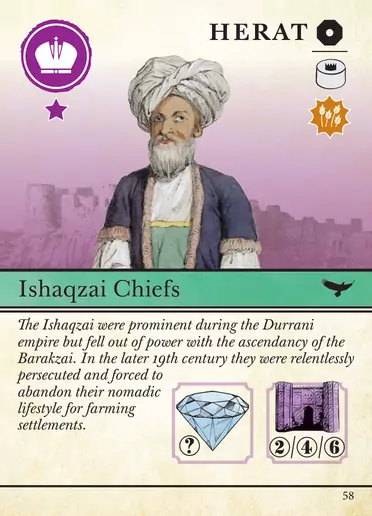 HERAT
Ishaqzai Chiefs
The Ishaqzai were prominent during the Durrani
empire but fell out of power with the ascendancy of the
Barakzai. In the later 19th century they were relentlessly
persecuted and forced to
abandon their nomadic
lifestyle for farming
settlements.
?
2/4/6
58